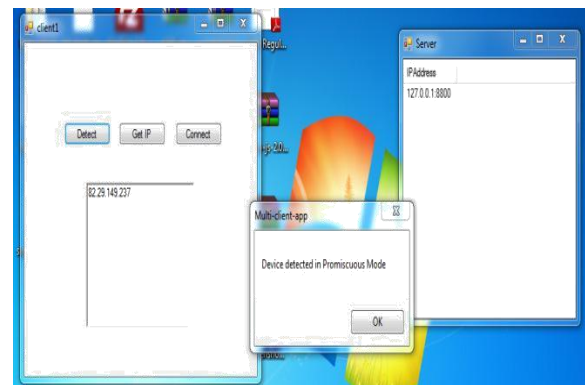 client1
Regul...
Detect
Get IP
Connect
82.29.149.237
Server
IPAddress
127.0.0.1:8800
Multi-client-app
Device detected in Promiscuous Mode
OK